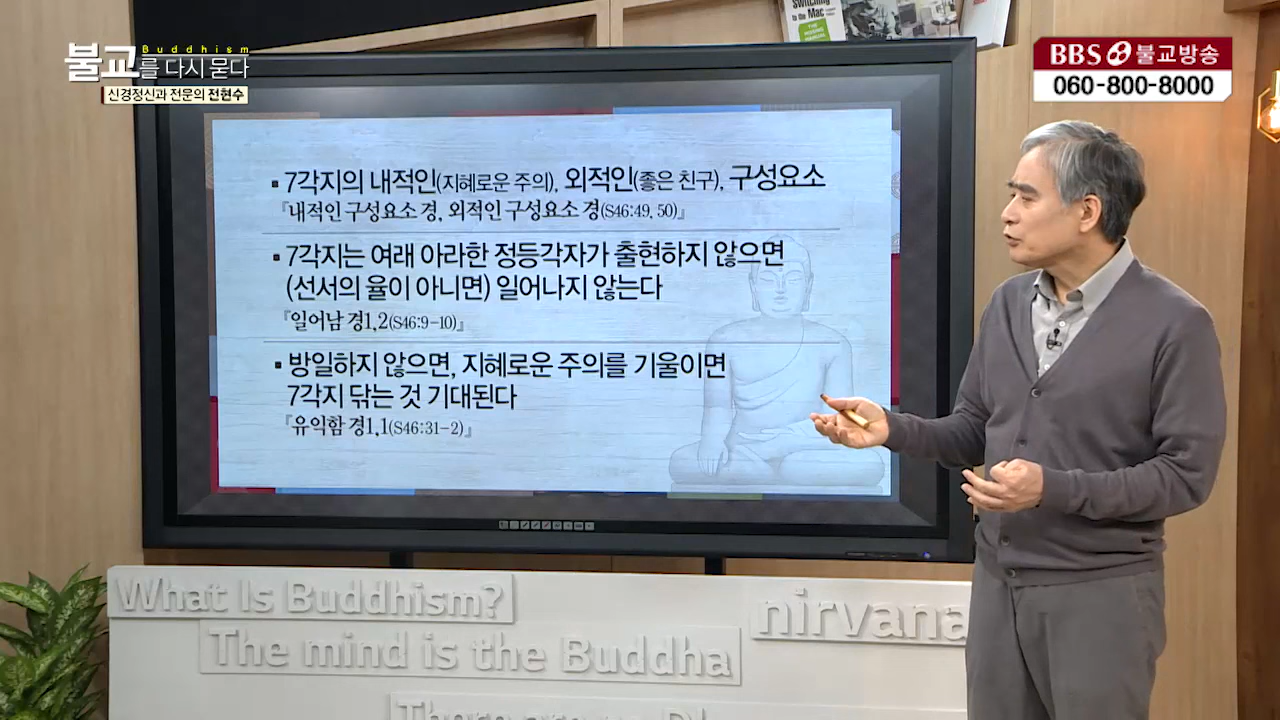 Buddhism
불교를 다시 묻다
신경정신과 전문의 전현수
Switching
to the Mac
BBS 불교방송
060-800-8000
▪ 7각지의 내적인(지혜로운 주의), 외적인(좋은 친구), 구성요소
『내적인 구성요소 경, 외적인 구성요소 경(S46:49, 50)』
▪ 7각지는 여래 아라한 정등각자가 출현하지 않으면
(선서의 율이 아니면) 일어나지 않는다
『일어남 경1,2(S46:9-10)』
▪ 방일하지 않으면, 지혜로운 주의를 기울이면
7각지 닦는 것 기대된다
『유익함 경1,1(S46:31-2)』
What Is Buddhism?
nirvana
The mind is the Buddha